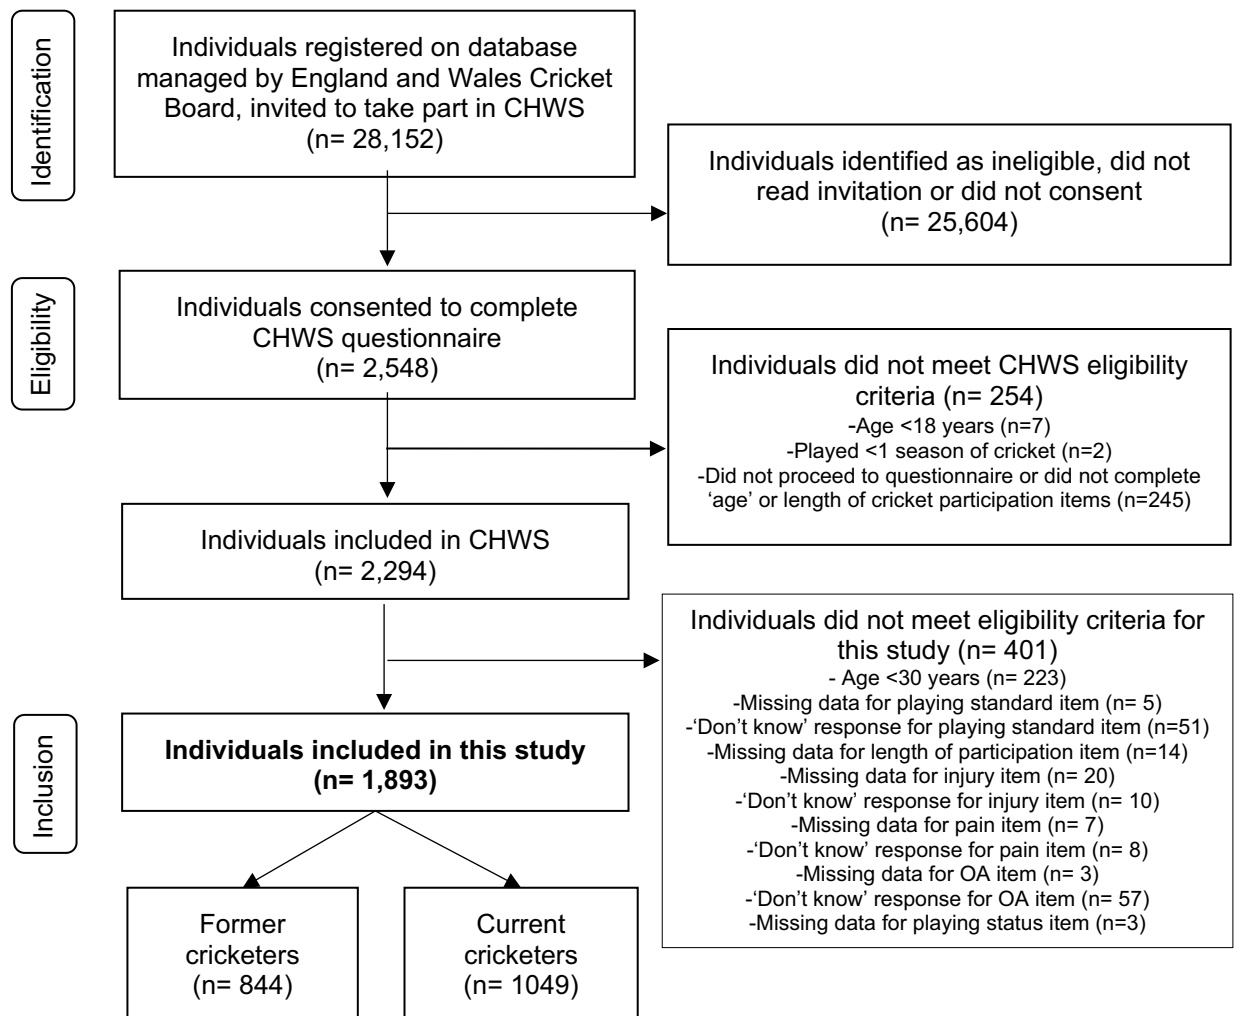 Identification
Individuals registered on database
managed by England and Wales Cricket
Board, invited to take part in CHWS
(n= 28,152)
Individuals identified as ineligible, did not
read invitation or did not consent
(n= 25,604)
Eligibility
Individuals consented to complete
CHWS questionnaire
(n= 2,548)
Individuals did not meet CHWS eligibility
criteria (n= 254)
-Age <18 years (n=7)
-Played <1 season of cricket (n=2)
-Did not proceed to questionnaire or did not complete
‘age’ or length of cricket participation items (n=245)
Individuals included in CHWS
(n= 2,294)
Individuals did not meet eligibility criteria for
this study (n= 401)
- Age <30 years (n= 223)
-Missing data for playing standard item (n= 5)
-‘Don’t know’ response for playing standard item (n=51)
-Missing data for length of participation item (n=14)
-Missing data for injury item (n= 20)
-‘Don’t know’ response for injury item (n= 10)
-Missing data for pain item (n= 7)
-‘Don’t know’ response for pain item (n= 8)
-Missing data for OA item (n= 3)
-‘Don’t know’ response for OA item (n= 57)
-Missing data for playing status item (n=3)
Inclusion
Individuals included in this study
(n= 1,893)
Former
cricketers
(n= 844)
Current
cricketers
(n= 1049)